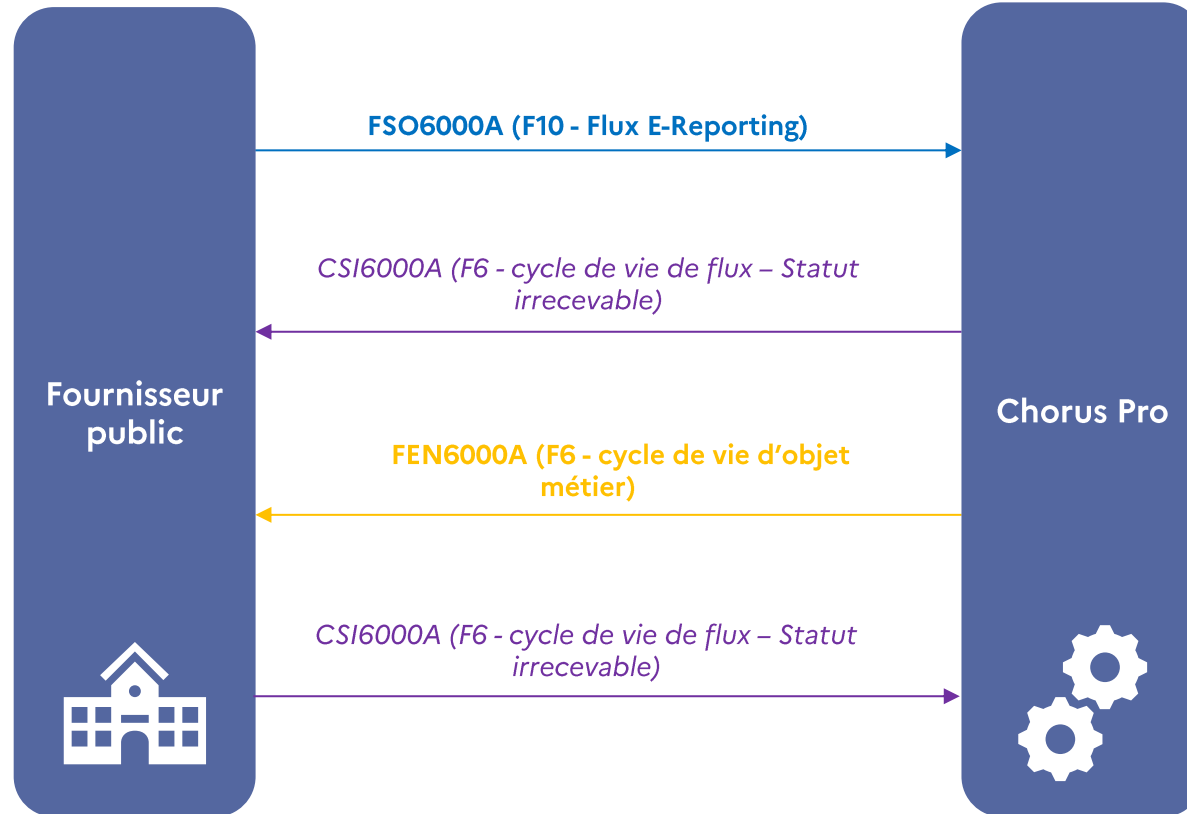 FSO6000A (F10 - Flux E-Reporting)
CSI6000A (F6 - cycle de vie de flux – Statut
irrecevable)
Fournisseur
public
Chorus Pro
FEN6000A (F6 - cycle de vie d’objet
métier)
CSI6000A (F6 - cycle de vie de flux – Statut
irrecevable)